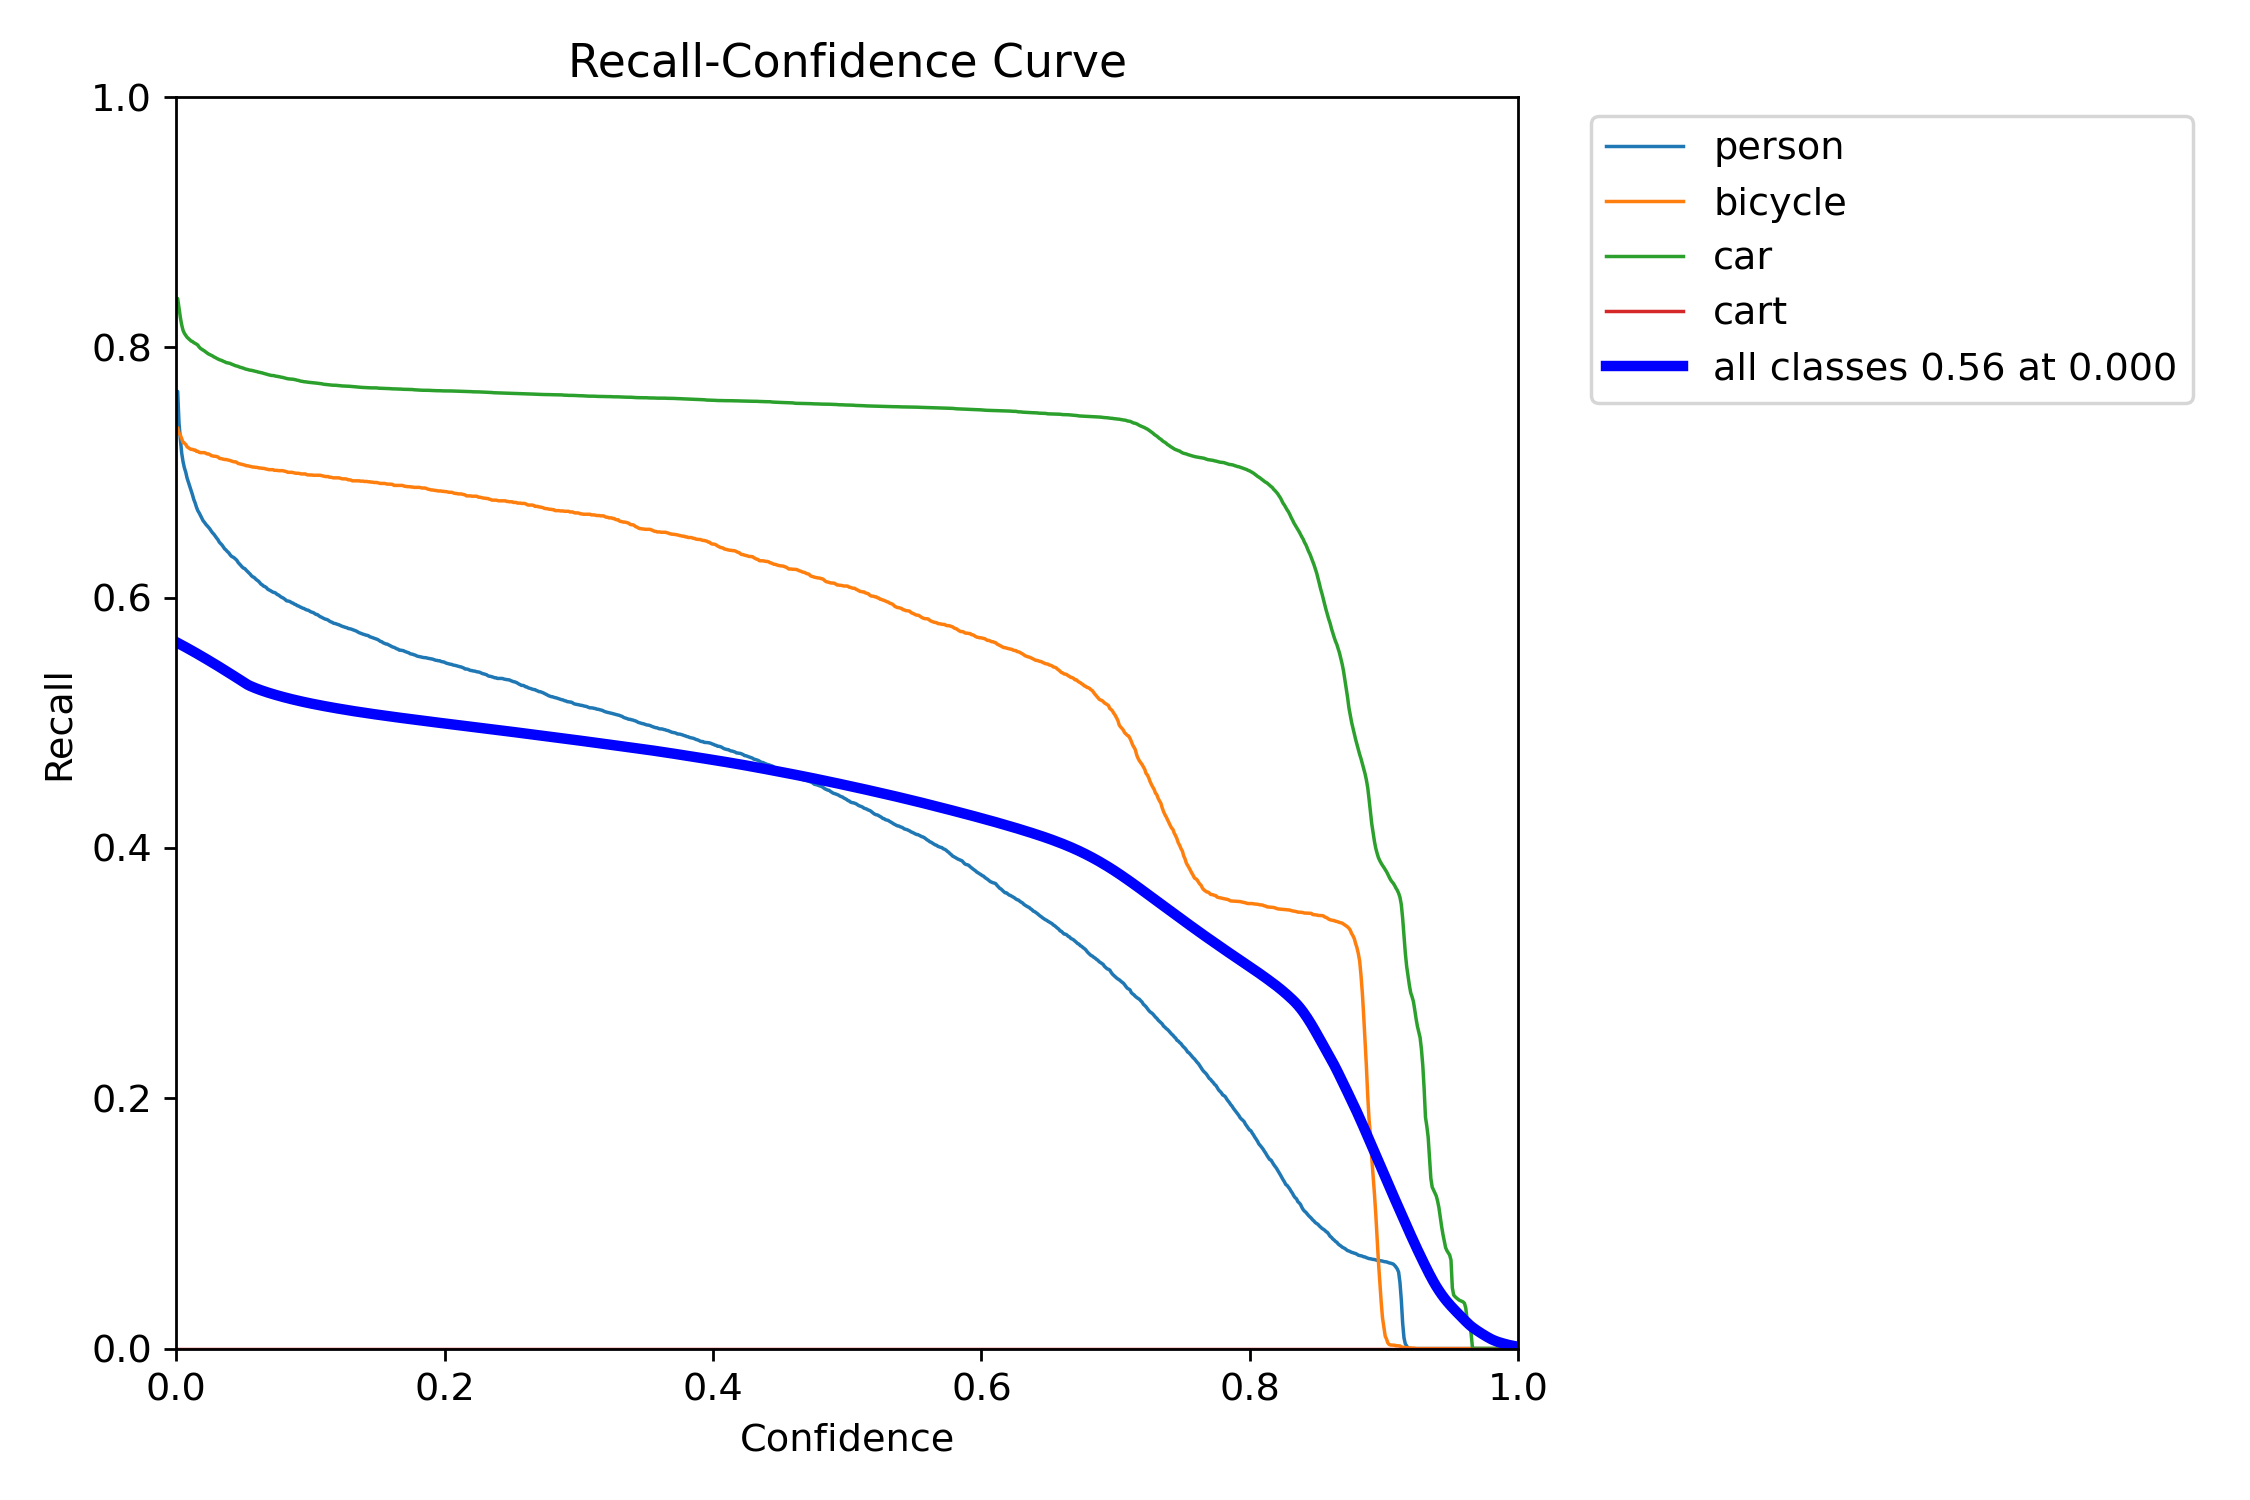 Recall-Confidence Curve
1.0
0.8
0.6
0.4
0.2
0.0
Recall
0.0 0.2 0.4 0.6 0.8 1.0
Confidence
person
bicycle
car
cart
all classes 0.56 at 0.000